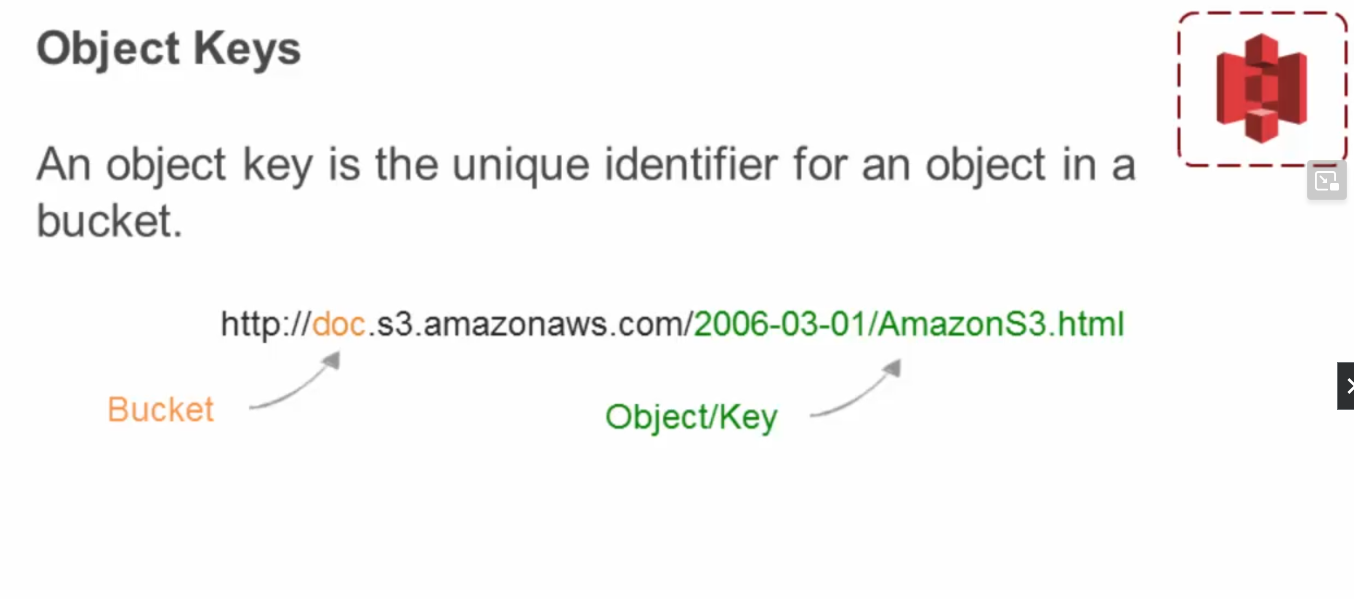 Object Keys
An object key is the unique identifier for an object in a
bucket.
http://doc.s3.amazonaws.com/2006-03-01/AmazonS3.html
Bucket
Object/Key